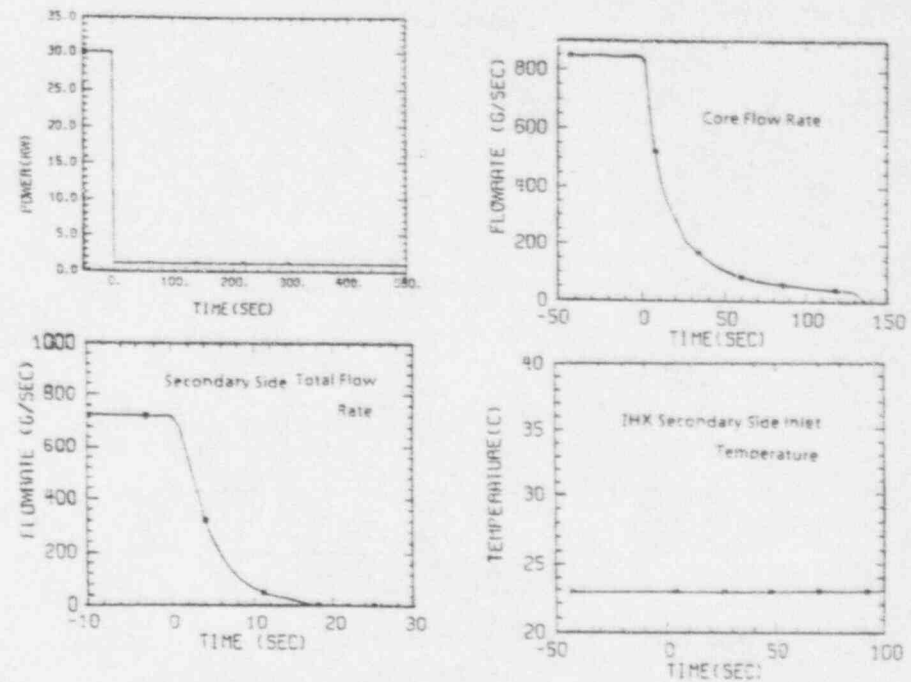 35.0
30.0
25.0
20.0
15.0
10.0
5.0
0.0
POWER(KW)
0. 100. 200. 300. 400. 500.
TIME(SEC)
800
600
400
200
0
FLOWRATE (G/SEC)
Core Flow Rate
-50 0 50 100 150
TIME(SEC)
1000
800
600
400
200
0
FLOWRATE (G/SEC)
Secondary Side Total Flow
Rate
-10 0 10 20 30
TIME (SEC)
40
35
30
25
20
TEMPERATURE(C)
IHX Secondary Side Inlet
Temperature
-50 0 50 100
TIME(SEC)